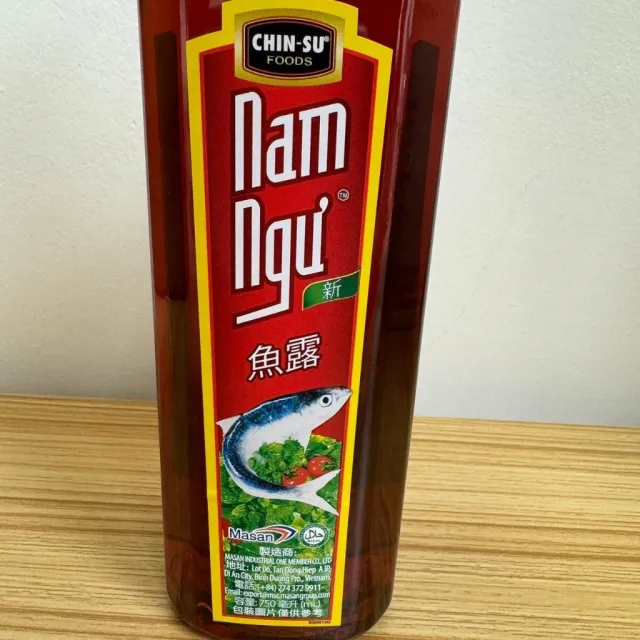 CHIN-SU®
FOODS
Nam
Ngư™
新
魚露
Masan
حلال
製造商:
MASAN INDUSTRIAL ONE MEMBER CO., LTD
地址: Lot 06, Tan Dong Hiep A IP,
Di An City, Binh Duong Pro., Vietnam.
電話: (+84) 274 372 9911
Email: export@msc.masangroup.com
容量: 750 毫升 (mL)
包裝圖片僅供參考